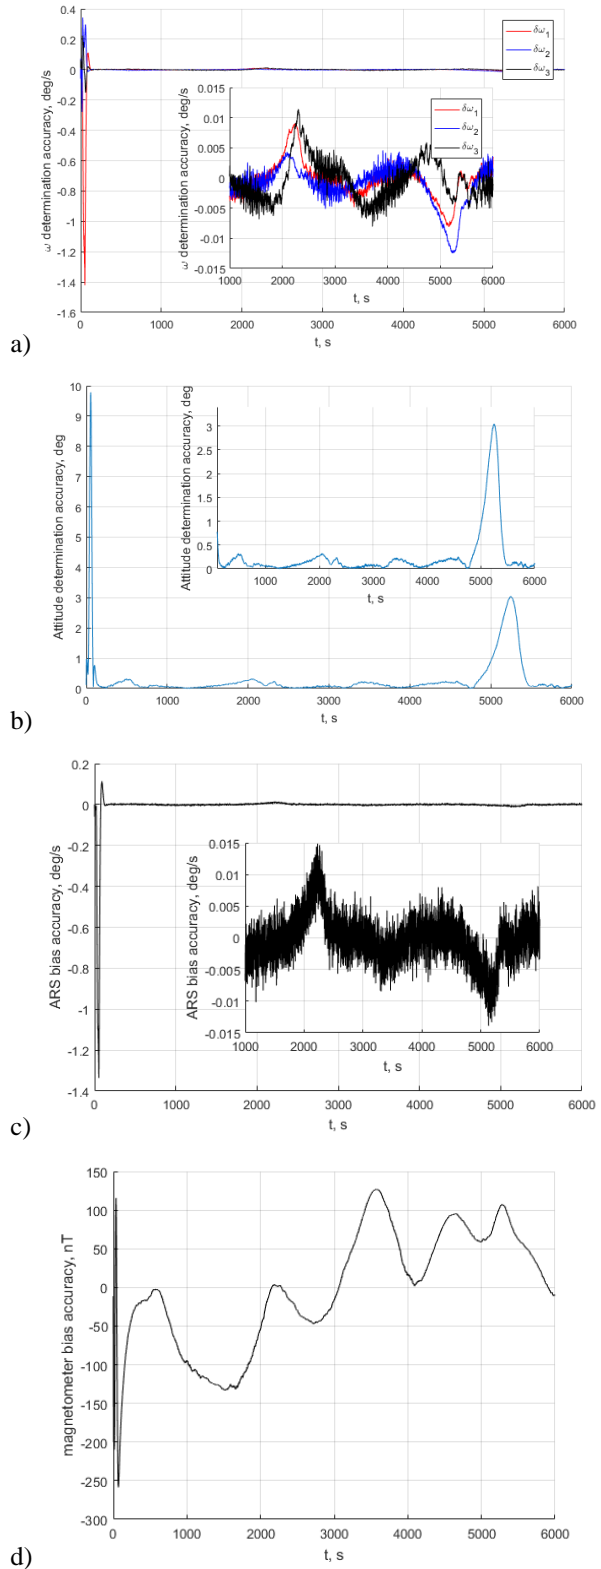 0.4
0.2
0
-0.2
-0.4
-0.6
-0.8
-1
-1.2
-1.4
-1.6
ω determination accuracy, deg/s
δω1
δω2
δω3
0.015
0.01
0.005
0
-0.005
-0.01
-0.015
ω determination accuracy, deg/s
δω1
δω2
δω3
1000 2000 3000 4000 5000 6000
t, s
0 1000 2000 3000 4000 5000 6000
t, s
a)
10
9
8
7
6
5
4
3
2
1
0
Attitude determination accuracy, deg
3
2.5
2
1.5
1
0.5
0
Attitude determination accuracy, deg
1000 2000 3000 4000 5000 6000
t, s
0 1000 2000 3000 4000 5000 6000
t, s
b)
0.2
0
-0.2
-0.4
-0.6
-0.8
-1
-1.2
-1.4
ARS bias accuracy, deg/s
0.015
0.01
0.005
0
-0.005
-0.01
-0.015
ARS bias accuracy, deg/s
1000 2000 3000 4000 5000 6000
t, s
0 1000 2000 3000 4000 5000 6000
t, s
c)
150
100
50
0
-50
-100
-150
-200
-250
-300
magnetometer bias accuracy, nT
0 1000 2000 3000 4000 5000 6000
t, s
d)